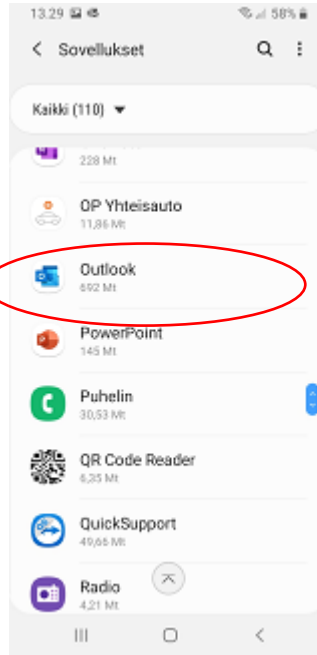 13.29
58%
Sovellukset
Kaikki (110)
228 Mt
OP Yhteisauto
11,86 Mt
Outlook
692 Mt
PowerPoint
145 Mt
Puhelin
30,53 Mt
QR Code Reader
6,35 Mt
QuickSupport
49,66 Mt
Radio
4,21 Mt